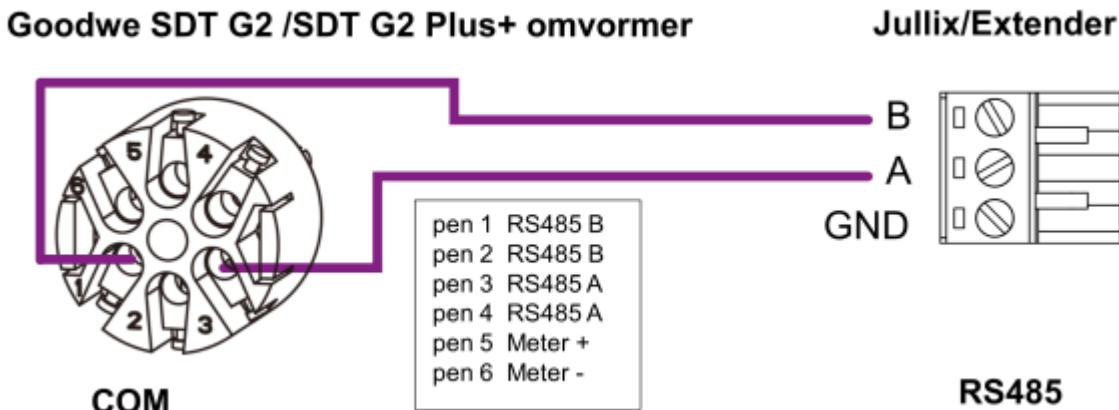 Goodwe SDT G2 /SDT G2 Plus+ omvormer
Jullix/Extender
5
4
6
1
2
3
B
A
GND
pen 1 RS485 B
pen 2 RS485 B
pen 3 RS485 A
pen 4 RS485 A
pen 5 Meter +
pen 6 Meter -
COM
RS485